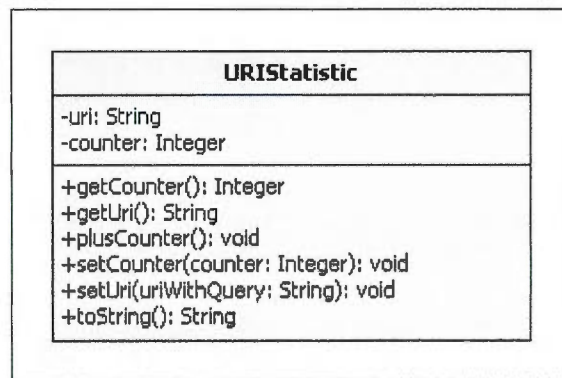 URIStatistic
-uri: String
-counter: Integer
+getCounter(): Integer
+getUri(): String
+plusCounter(): void
+setCounter(counter: Integer): void
+setUri(uriWithQuery: String): void
+toString(): String